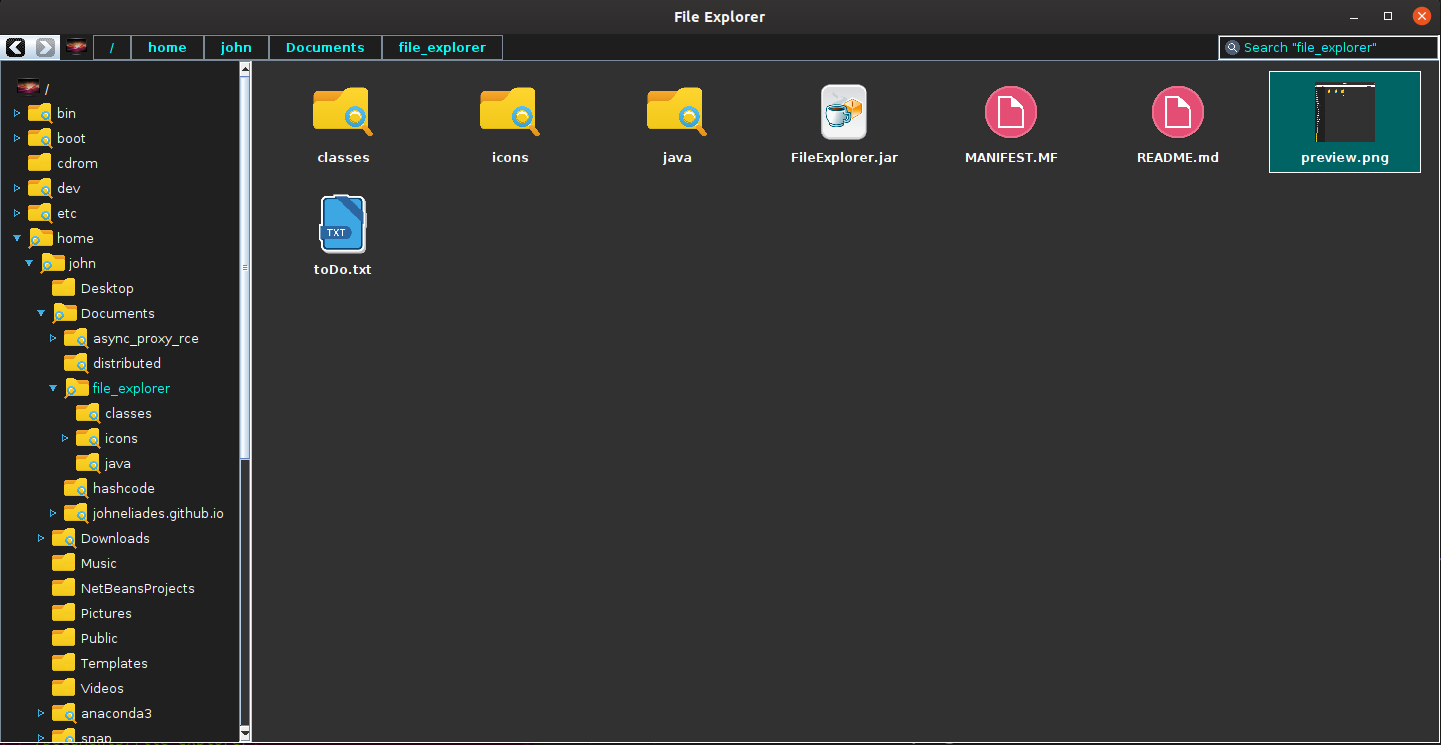 File Explorer
/ home john Documents file_explorer
Search "file_explorer"
/
bin
boot
cdrom
dev
etc
home
john
Desktop
Documents
async_proxy_rce
distributed
file_explorer
classes
icons
java
hashcode
johneliades.github.io
Downloads
Music
NetBeansProjects
Pictures
Public
Templates
Videos
anaconda3
snap
classes icons java FileExplorer.jar MANIFEST.MF README.md preview.png
TXT
toDo.txt